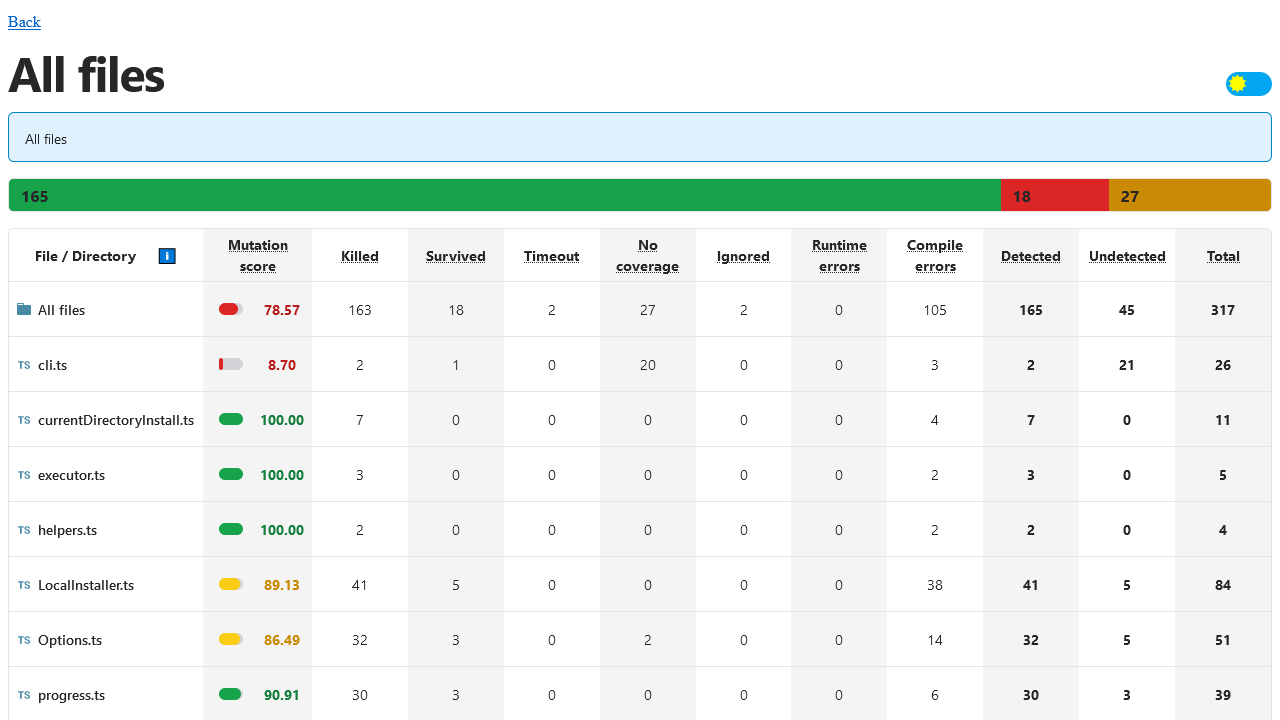 Back
All files
All files
165 18 27
File / Directory ℹ Mutation score Killed Survived Timeout No coverage Ignored Runtime errors Compile errors Detected Undetected Total
All files 78.57 163 18 2 27 2 0 105 165 45 317
TS cli.ts 8.70 2 1 0 20 0 0 3 2 21 26
TS currentDirectoryInstall.ts 100.00 7 0 0 0 0 0 4 7 0 11
TS executor.ts 100.00 3 0 0 0 0 0 2 3 0 5
TS helpers.ts 100.00 2 0 0 0 0 0 2 2 0 4
TS LocalInstaller.ts 89.13 41 5 0 0 0 0 38 41 5 84
TS Options.ts 86.49 32 3 0 2 0 0 14 32 5 51
TS progress.ts 90.91 30 3 0 0 0 0 6 30 3 39